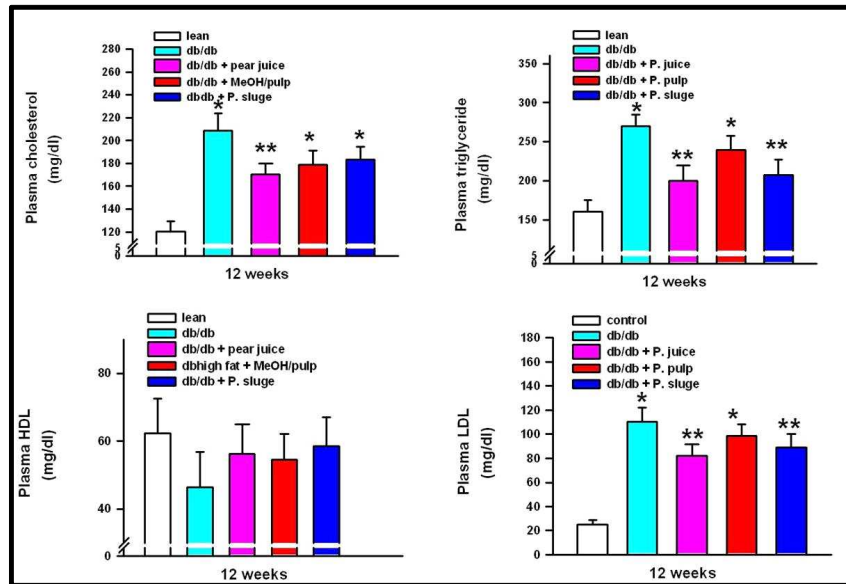 lean
db/db
db/db + pear juice
db/db + MeOH/pulp
dbdb + P. sluge
280
260
240
220
200
180
160
140
120
5
0
Plasma cholesterol
(mg/dl)
*
**
*
*
12 weeks
lean
db/db
db/db + P. juice
db/db + P. pulp
db/db + P. sluge
350
300
250
200
150
5
0
Plasma triglyceride
(mg/dl)
*
**
*
**
12 weeks
lean
db/db
db/db + pear juice
dbhigh fat + MeOH/pulp
db/db + P. sluge
80
60
40
0
Plasma HDL
(mg/dl)
12 weeks
control
db/db
db/db + P. juice
db/db + P. pulp
db/db + P. sluge
180
160
140
120
100
80
60
40
20
0
Plasma LDL
(mg/dl)
*
**
*
**
12 weeks